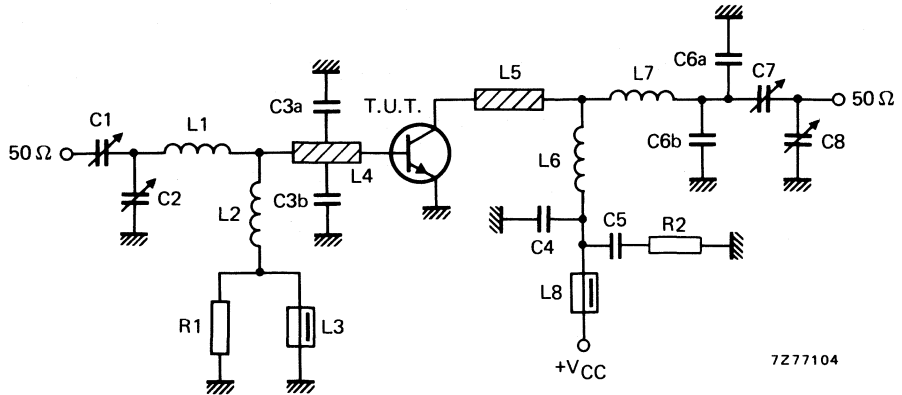 C6a
C7
L5
L7
50 Ω
C3a
T.U.T.
C1
L1
50 Ω
L6
C6b
C8
L4
C2
L2
C3b
C4
C5
R2
L8
R1
L3
+VCC
7Z77104